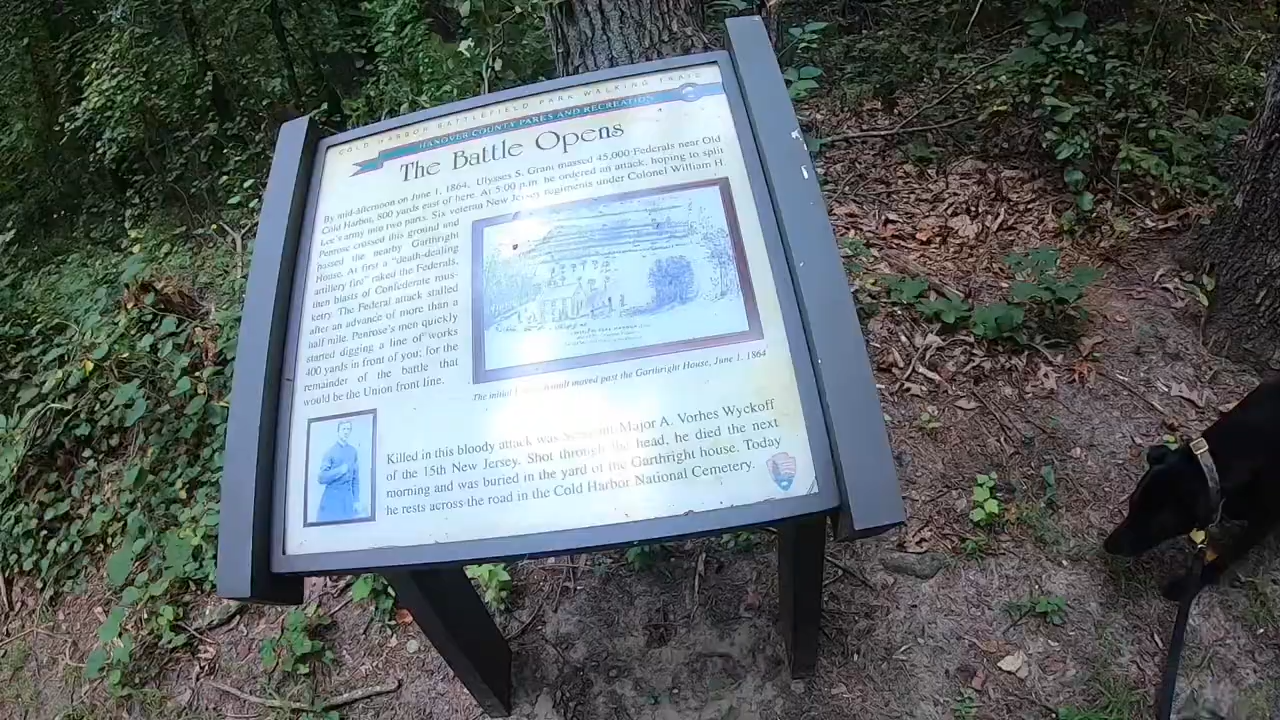 COLD HARBOR BATTLEFIELD PARK WALKING TRAIL
HANOVER COUNTY PARKS AND RECREATION
The Battle Opens
By mid-afternoon on June 1, 1864, Ulysses S. Grant massed 45,000 Federals near Old
Cold Harbor, 800 yards east of here. At 5:00 p.m. he ordered an attack, hoping to split
Lee's army into two parts. Six veteran New Jersey regiments under Colonel William H.
Penrose crossed this ground and
passed the nearby Garthright
House. At first a "death-dealing
artillery fire" raked the Federals,
then blasts of Confederate mus-
ketry. The Federal attack stalled
after an advance of more than a
half mile. Penrose's men quickly
started digging a line of works
400 yards in front of you; for the
remainder of the battle that
would be the Union front line.
The initial assault moved past the Garthright House, June 1, 1864
Killed in this bloody attack was Sergeant Major A. Vorhes Wyckoff
of the 15th New Jersey. Shot through the head, he died the next
morning and was buried in the yard of the Garthright house. Today
he rests across the road in the Cold Harbor National Cemetery.